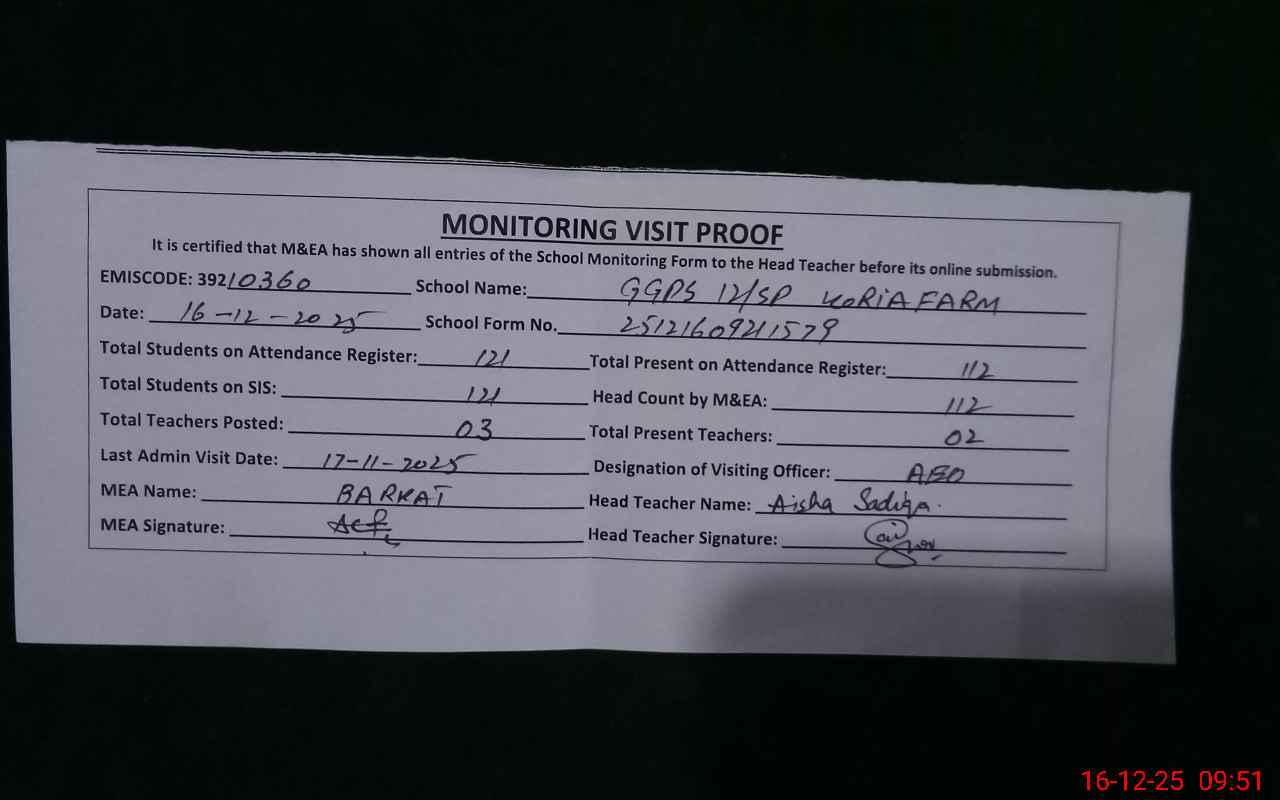 MONITORING VISIT PROOF
It is certified that M&EA has shown all entries of the School Monitoring Form to the Head Teacher before its online submission.
EMISCODE: 39210360 School Name: GGPS 12/SP KORIA FARM
Date: 16-12-2025 School Form No. 25121609211579
Total Students on Attendance Register: 121 Total Present on Attendance Register: 112
Total Students on SIS: 121 Head Count by M&EA: 112
Total Teachers Posted: 03 Total Present Teachers: 02
Last Admin Visit Date: 17-11-2025 Designation of Visiting Officer: AEO
MEA Name: BARKAT Head Teacher Name: Aisha Sadiqa.
MEA Signature: Head Teacher Signature:
16-12-25 09:51